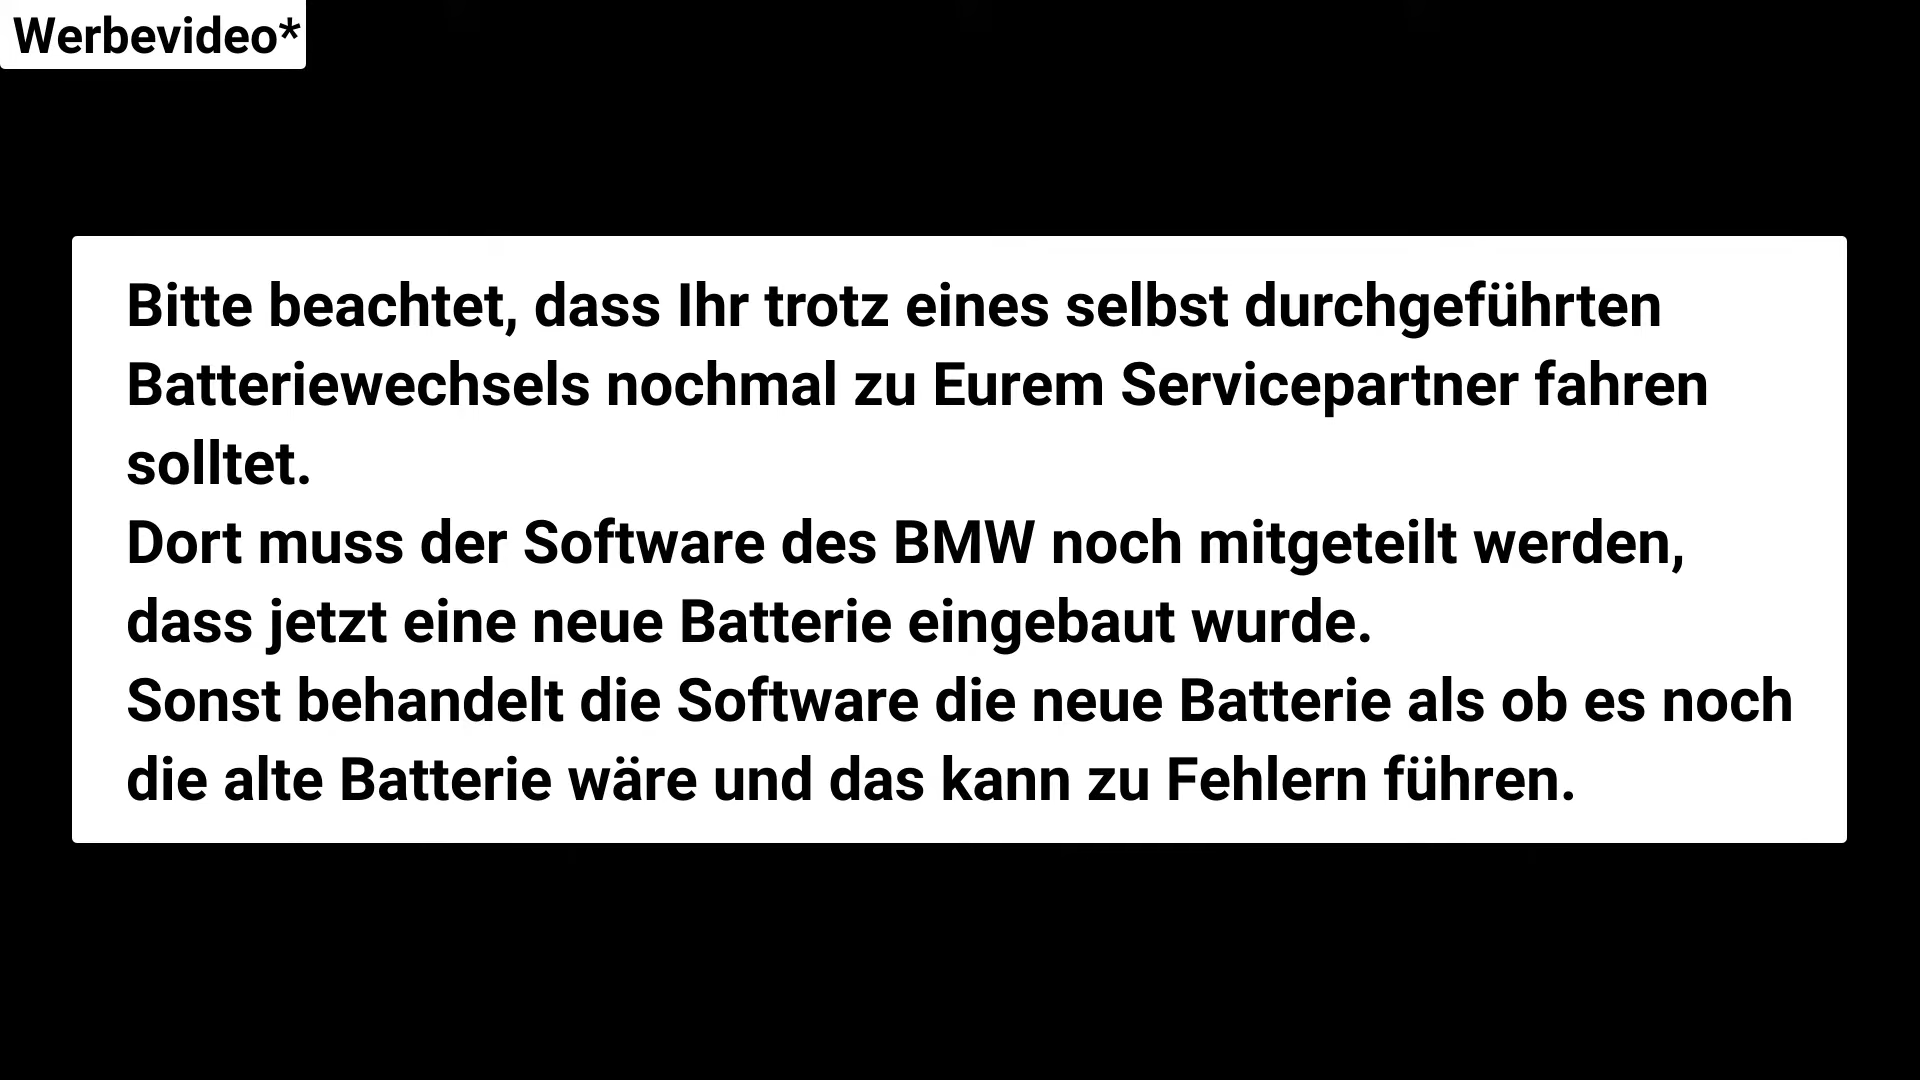 Werbevideo*
Bitte beachtet, dass Ihr trotz eines selbst durchgeführten
Batteriewechsels nochmal zu Eurem Servicepartner fahren
solltet.
Dort muss der Software des BMW noch mitgeteilt werden,
dass jetzt eine neue Batterie eingebaut wurde.
Sonst behandelt die Software die neue Batterie als ob es noch
die alte Batterie wäre und das kann zu Fehlern führen.